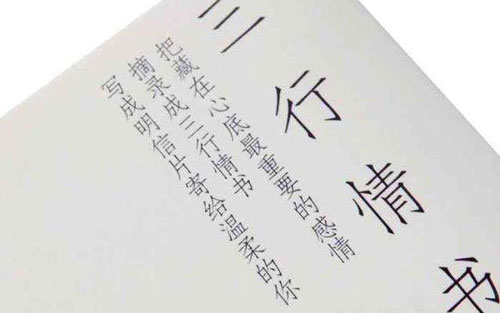 三行情书
把藏在心底最重要的感情
摘录成三行情书
写成明信片寄给温柔的你